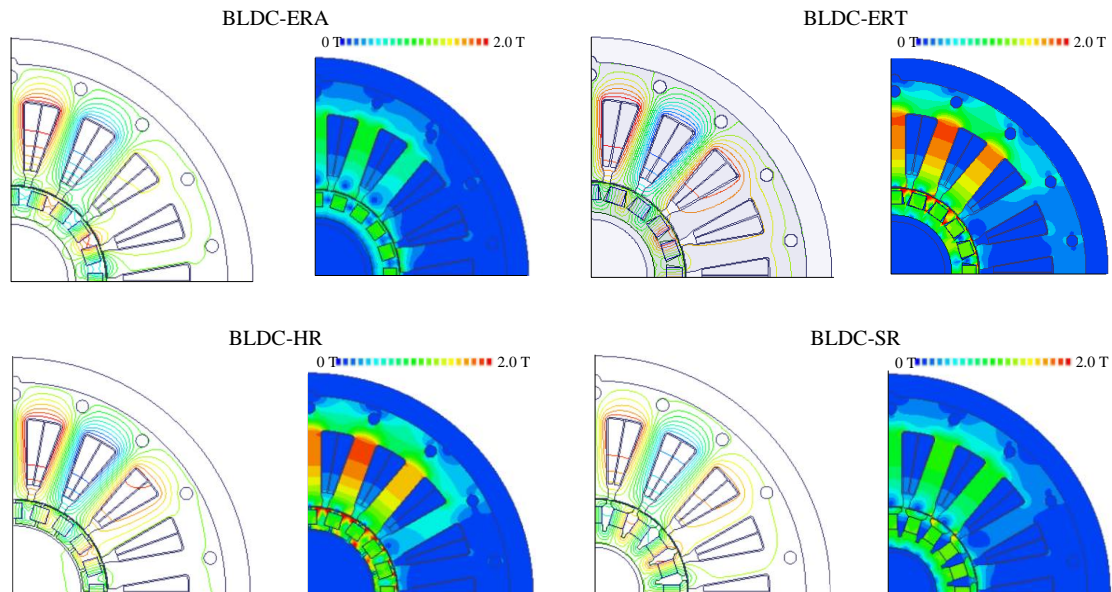 BLDC-ERA
BLDC-ERT
0 T 2.0 T
0 T 2.0 T
BLDC-HR
BLDC-SR
0 T 2.0 T
0 T 2.0 T